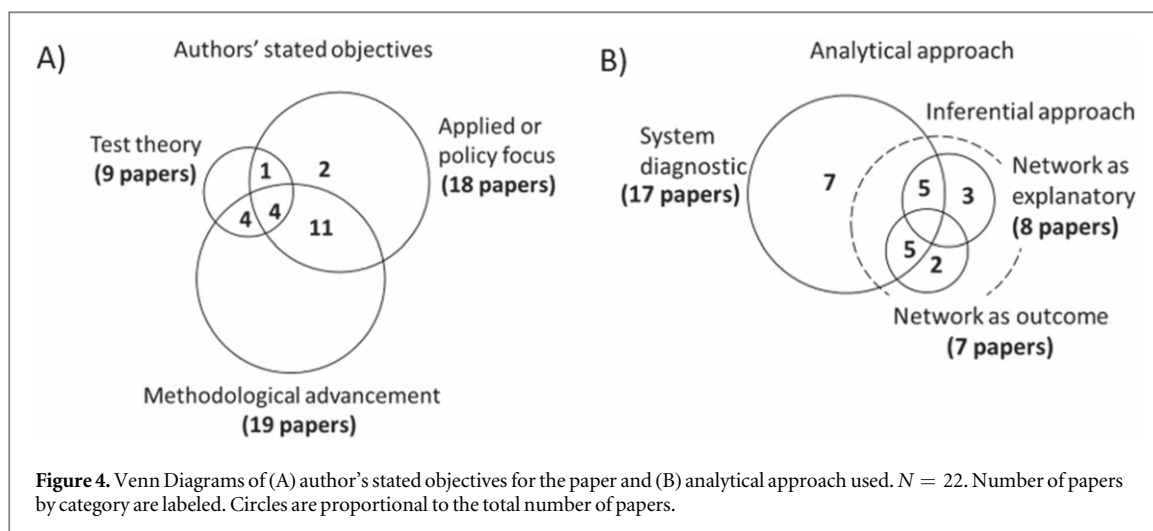 A)
Authors' stated objectives
Test theory
(9 papers)
1
2
Applied or
policy focus
(18 papers)
4
4
11
Methodological advancement
(19 papers)
B)
Analytical approach
System
diagnostic
(17 papers)
Inferential approach
7
5
3
Network as
explanatory
(8 papers)
5
2
Network as outcome
(7 papers)
Figure 4. Venn Diagrams of (A) author's stated objectives for the paper and (B) analytical approach used. N = 22. Number of papers
by category are labeled. Circles are proportional to the total number of papers.